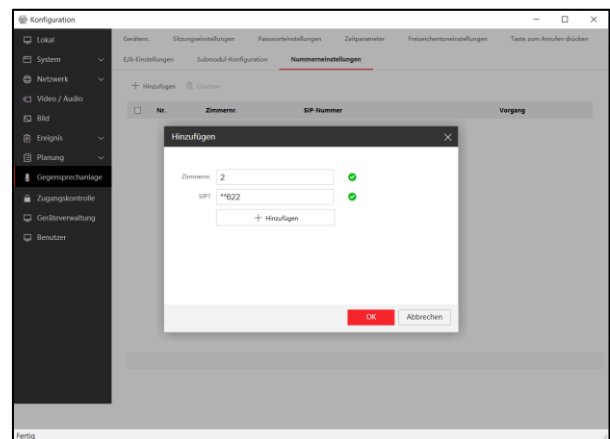 Konfiguration
Lokal
System
Netzwerk
Video / Audio
Bild
Ereignis
Planung
Gegensprechanlage
Zugangskontrolle
Geräteverwaltung
Benutzer
Gerätenr. Sitzungseinstellungen Passworteinstellungen Zeitparameter Freizeichentoneinstellungen Taste zum Anrufen drücken
E/A-Einstellungen Submodul-Konfiguration Nummerneinstellungen
Hinzufügen Löschen
Nr. Zimmernr. SIP-Nummer Vorgang
Hinzufügen
Zimmernr. 2
SIP1 **622
Hinzufügen
OK Abbrechen
Fertig